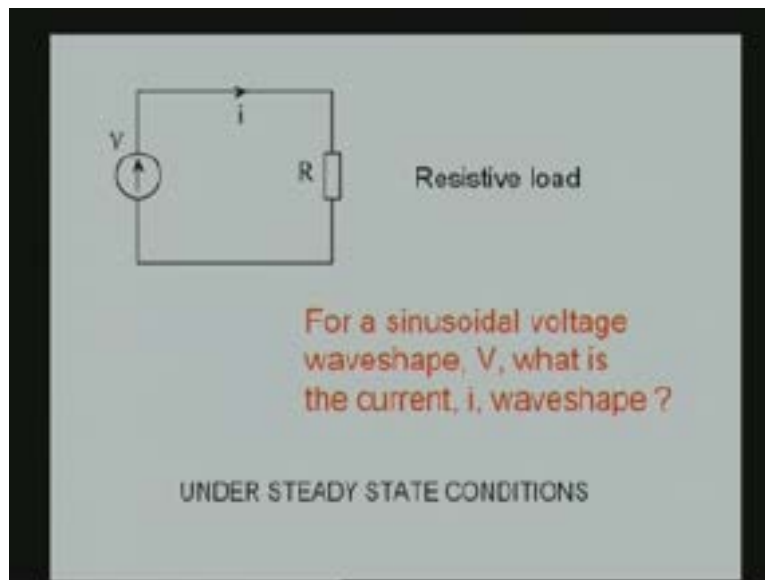 i
V
R
Resistive load
For a sinusoidal voltage
waveshape, V, what is
the current, i, waveshape ?
UNDER STEADY STATE CONDITIONS